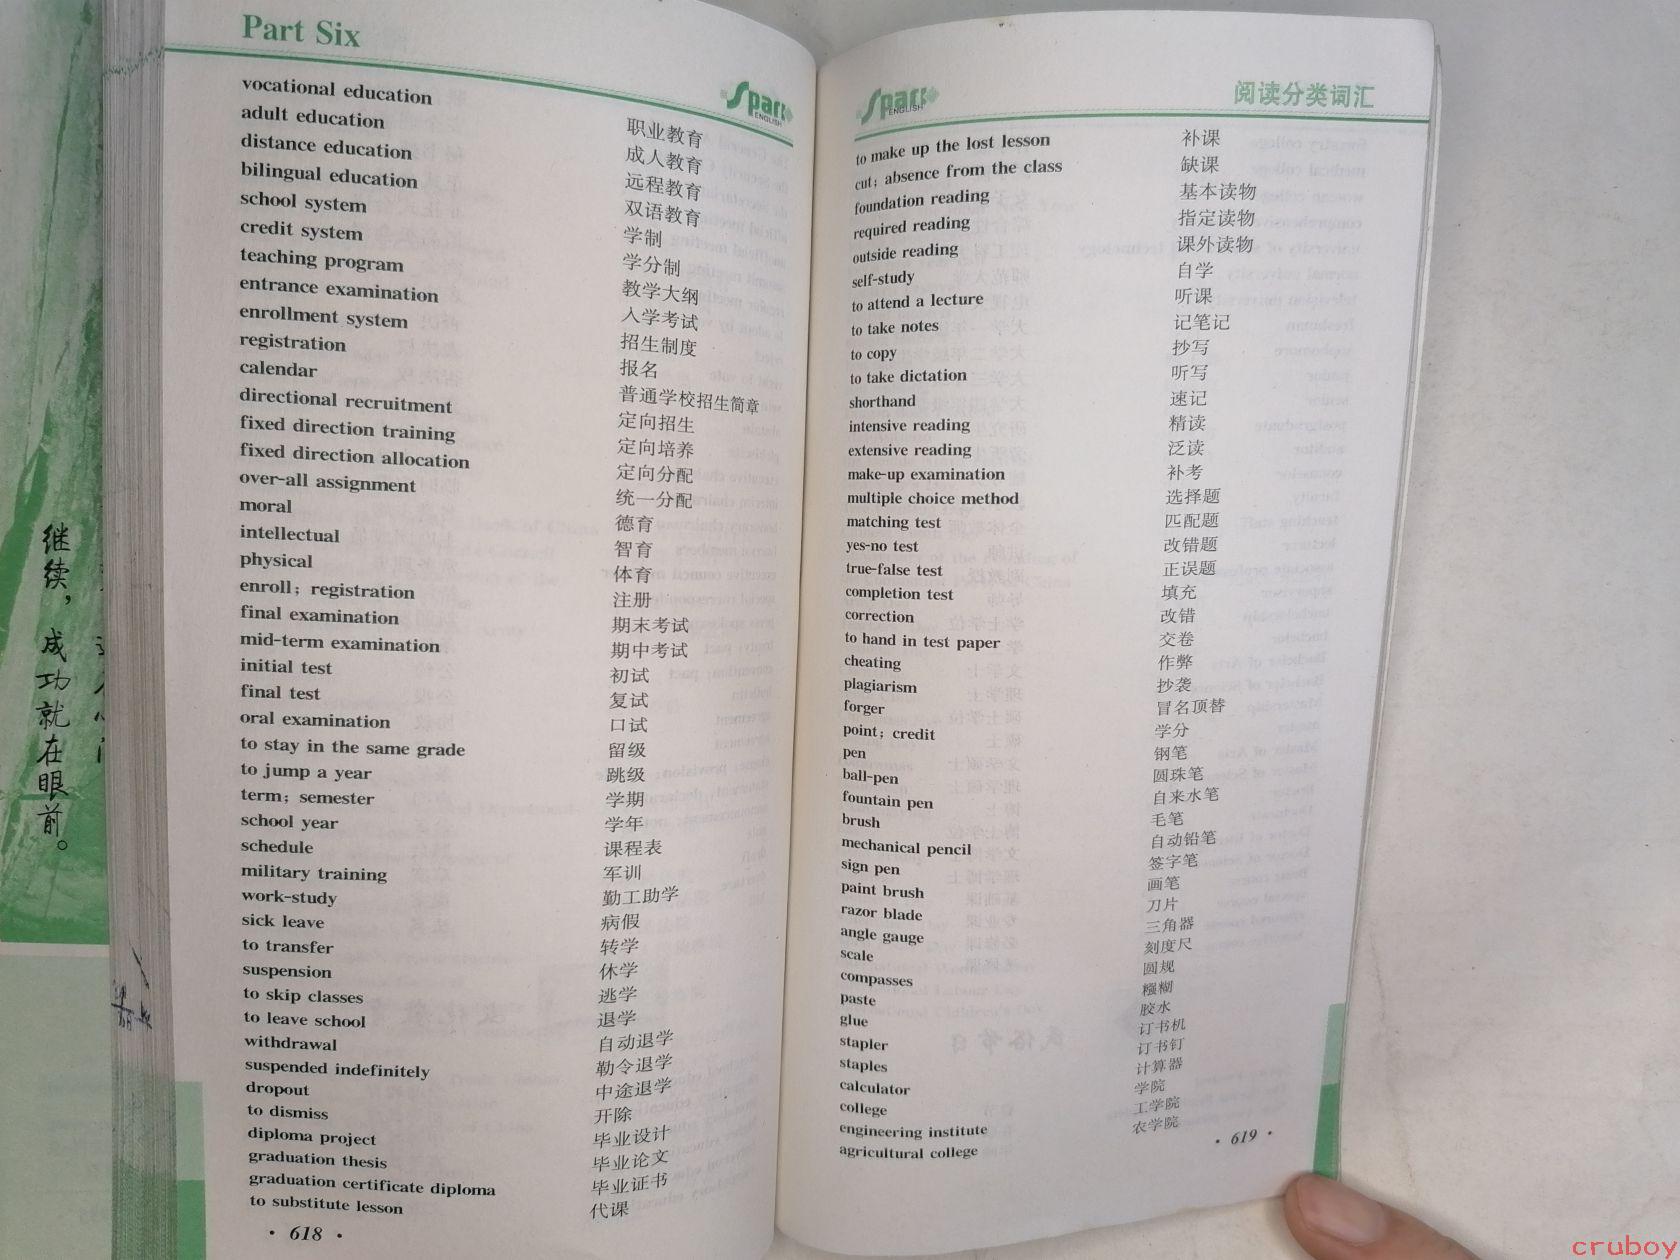 继续，成功就在眼前。
Part Six
Spark
ENGLISH
vocational education 职业教育
adult education 成人教育
distance education 远程教育
bilingual education 双语教育
school system 学制
credit system 学分制
teaching program 教学大纲
entrance examination 入学考试
enrollment system 招生制度
registration 报名
calendar 普通学校招生简章
directional recruitment 定向招生
fixed direction training 定向培养
fixed direction allocation 定向分配
over-all assignment 统一分配
moral 德育
intellectual 智育
physical 体育
enroll; registration 注册
final examination 期末考试
mid-term examination 期中考试
initial test 初试
final test 复试
oral examination 口试
to stay in the same grade 留级
to jump a year 跳级
term; semester 学期
school year 学年
schedule 课程表
military training 军训
work-study 勤工助学
sick leave 病假
to transfer 转学
suspension 休学
to skip classes 逃学
to leave school 退学
withdrawal 自动退学
suspended indefinitely 勒令退学
dropout 中途退学
to dismiss 开除
diploma project 毕业设计
graduation thesis 毕业论文
graduation certificate diploma 毕业证书
to substitute lesson 代课
· 618 ·
Spark
ENGLISH
阅读分类词汇
to make up the lost lesson 补课
cut; absence from the class 缺课
foundation reading 基本读物
required reading 指定读物
outside reading 课外读物
self-study 自学
to attend a lecture 听课
to take notes 记笔记
to copy 抄写
to take dictation 听写
shorthand 速记
intensive reading 精读
extensive reading 泛读
make-up examination 补考
multiple choice method 选择题
matching test 匹配题
yes-no test 改错题
true-false test 正误题
completion test 填充
correction 改错
to hand in test paper 交卷
cheating 作弊
plagiarism 抄袭
forger 冒名顶替
point; credit 学分
pen 钢笔
ball-pen 圆珠笔
fountain pen 自来水笔
brush 毛笔
mechanical pencil 自动铅笔
sign pen 签字笔
paint brush 画笔
razor blade 刀片
angle gauge 三角器
scale 刻度尺
compasses 圆规
paste 糨糊
glue 胶水
stapler 订书机
staples 订书钉
calculator 计算器
college 学院
engineering institute 工学院
agricultural college 农学院
· 619 ·
cruboy